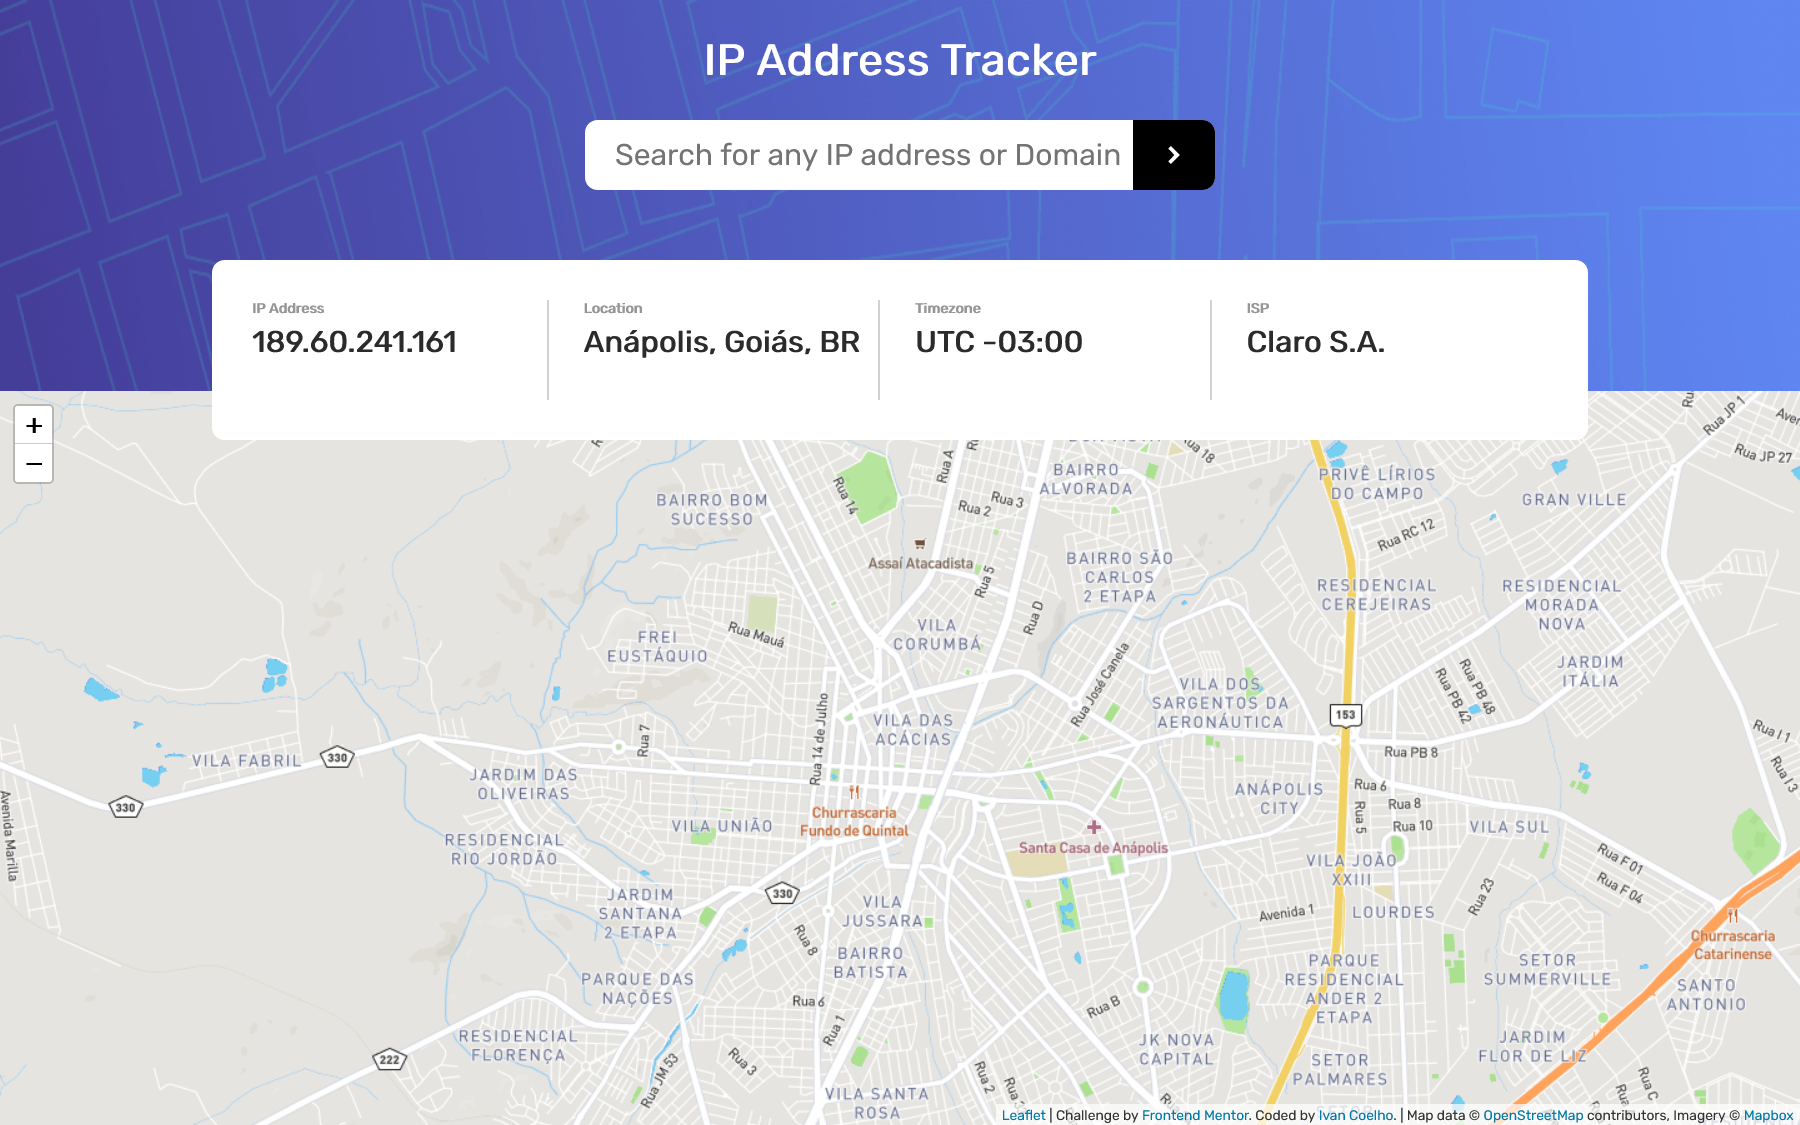 IP Address Tracker
Search for any IP address or Domain
IP Address
189.60.241.161
Location
Anápolis, Goiás, BR
Timezone
UTC -03:00
ISP
Claro S.A.
+
−
Rua 14
Rua A
Rua 18
Rua JP 1
Rua JP 27
BAIRRO
ALVORADA
PRIVÊ LÍRIOS
DO CAMPO
GRAN VILLE
BAIRRO BOM
SUCESSO
Rua 3
Rua 2
Rua RC 12
Assaí Atacadista
Rua 5
BAIRRO SÃO
CARLOS
2 ETAPA
RESIDENCIAL
CEREJEIRAS
RESIDENCIAL
MORADA
NOVA
Rua D
VILA
CORUMBÁ
Rua Mauá
FREI
EUSTÁQUIO
JARDIM
ITÁLIA
Rua José Canela
VILA DOS
SARGENTOS DA
AERONÁUTICA
Rua PB 42
Rua PB 48
153
Rua 14 de Julho
VILA DAS
ACÁCIAS
Rua 7
Rua I 1
Rua I 3
Rua PB 8
VILA FABRIL
330
330
JARDIM DAS
OLIVEIRAS
ANÁPOLIS
CITY
Rua 6
Rua 8
Rua 5
Rua 10
VILA SUL
Avenida Marilla
Churrascaria
Fundo de Quintal
VILA UNIÃO
RESIDENCIAL
RIO JORDÃO
Santa Casa de Anápolis
VILA JOÃO
XXIII
Rua F 01
Rua F 04
Rua 23
330
JARDIM
SANTANA
2 ETAPA
VILA
JUSSARA
Avenida 1
LOURDES
Rua 8
BAIRRO
BATISTA
Churrascaria
Catarinense
PARQUE
RESIDENCIAL
ANDER 2
ETAPA
SETOR
SUMMERVILLE
SANTO
ANTONIO
PARQUE DAS
NAÇÕES
Rua 6
Rua B
Rua 1
RESIDENCIAL
FLORENÇA
222
JK NOVA
CAPITAL
JARDIM
FLOR DE LIZ
SETOR
PALMARES
Rua 3
Rua JM 53
Rua 2
Rua C
VILA SANTA
ROSA
Leaflet | Challenge by Frontend Mentor. Coded by Ivan Coelho. | Map data © OpenStreetMap contributors, Imagery © Mapbox